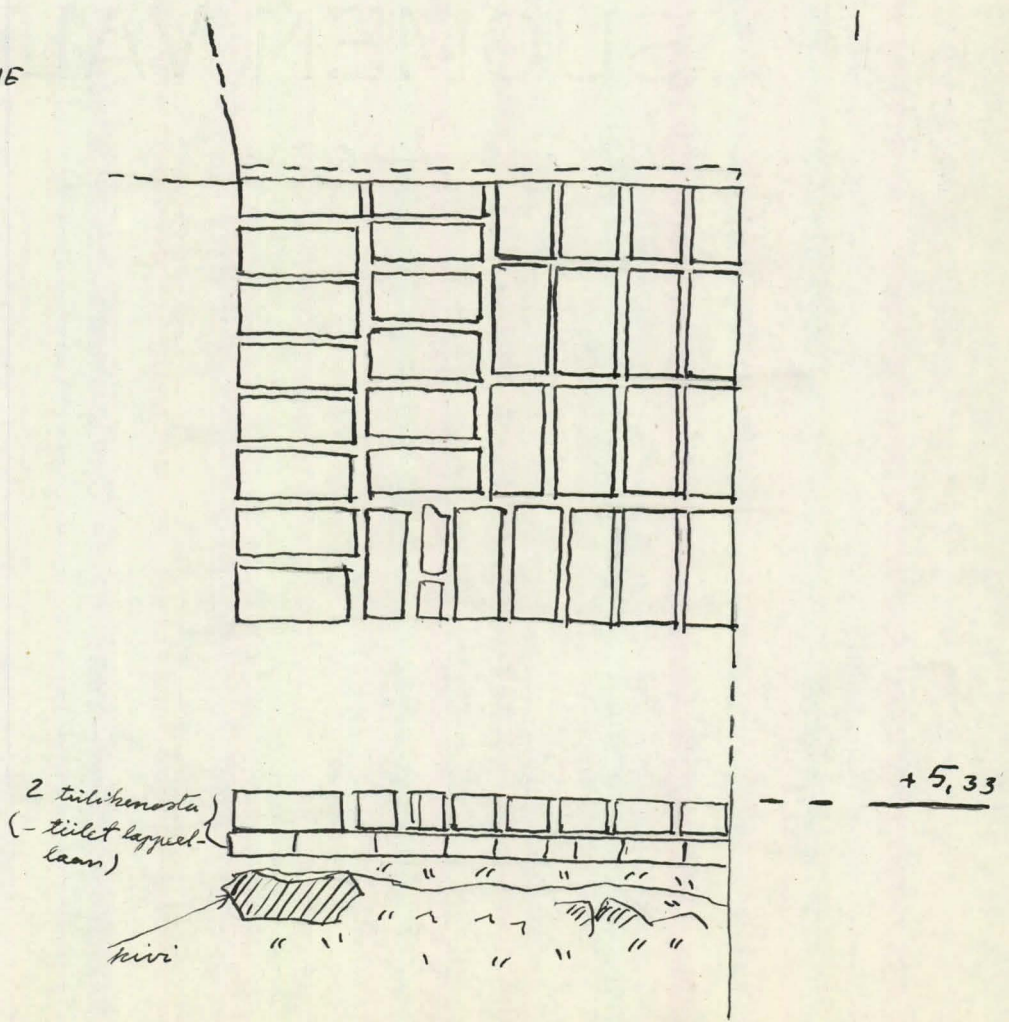 + 5,33
2 tiilikerrosta
(- tiilet lappeel-
laan)
kivi